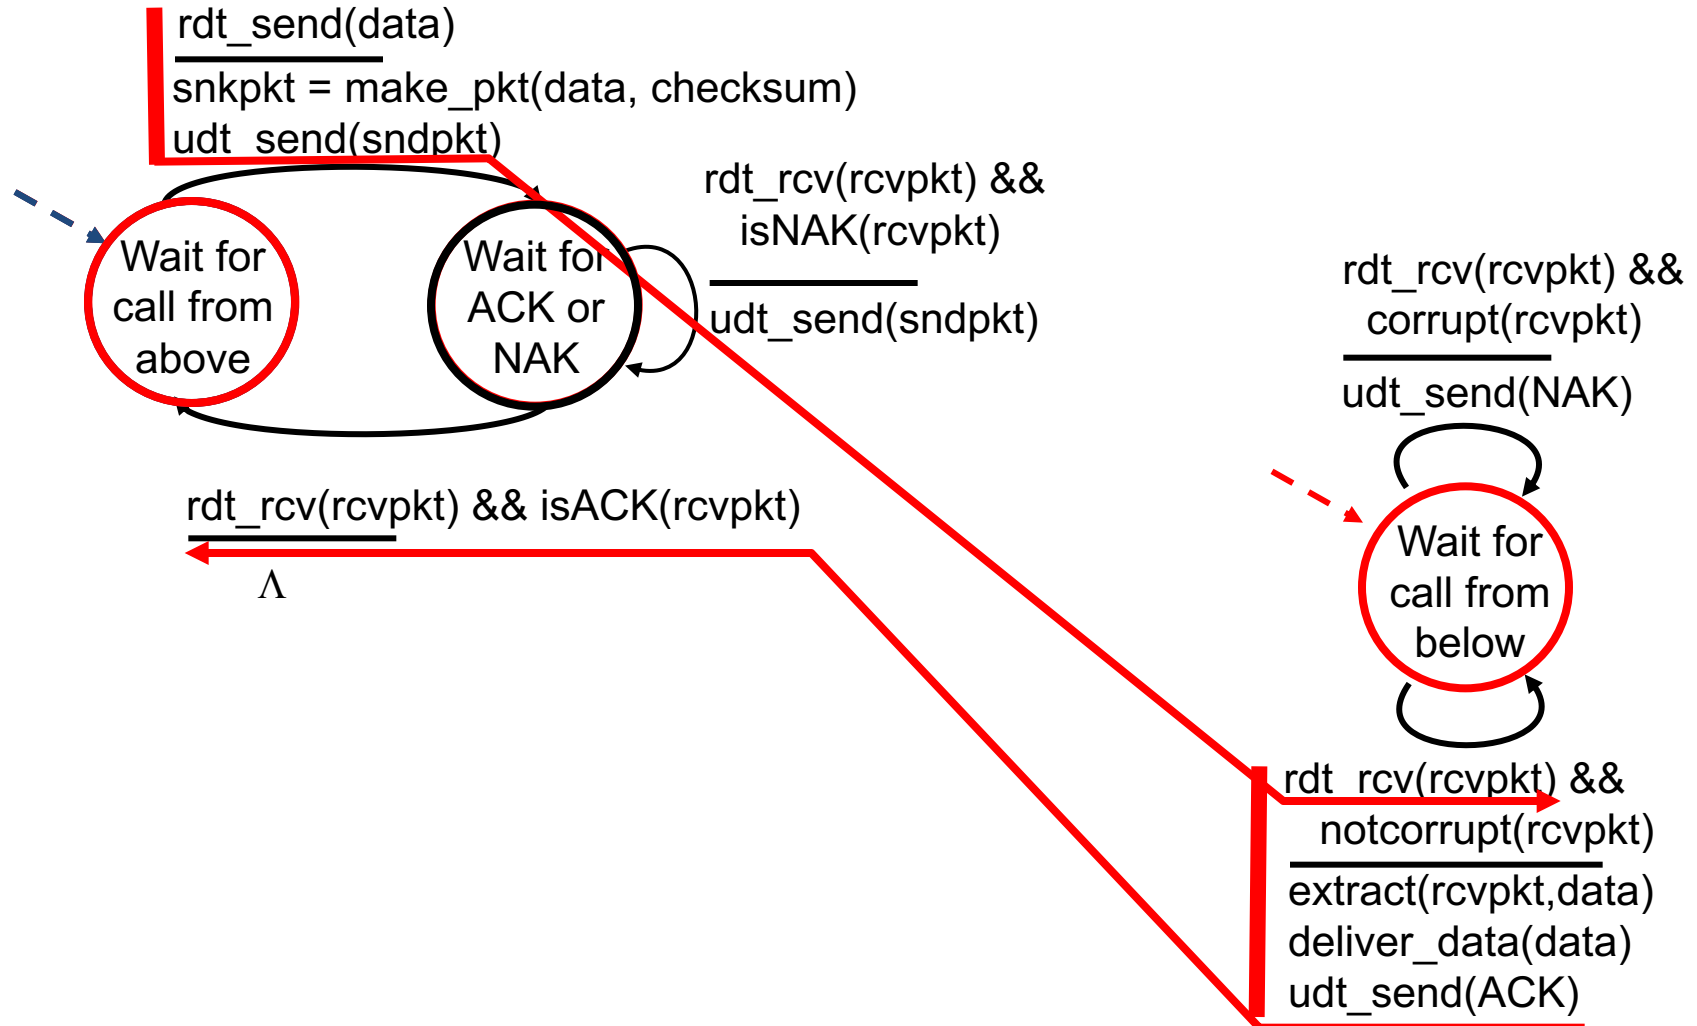 rdt_send(data)
snkpkt = make_pkt(data, checksum)
udt_send(sndpkt)
rdt_rcv(rcvpkt) &&
isNAK(rcvpkt)
udt_send(sndpkt)
Wait for
call from
above
Wait for
ACK or
NAK
rdt_rcv(rcvpkt) && isACK(rcvpkt)
Λ
rdt_rcv(rcvpkt) &&
corrupt(rcvpkt)
udt_send(NAK)
Wait for
call from
below
rdt_rcv(rcvpkt) &&
notcorrupt(rcvpkt)
extract(rcvpkt,data)
deliver_data(data)
udt_send(ACK)